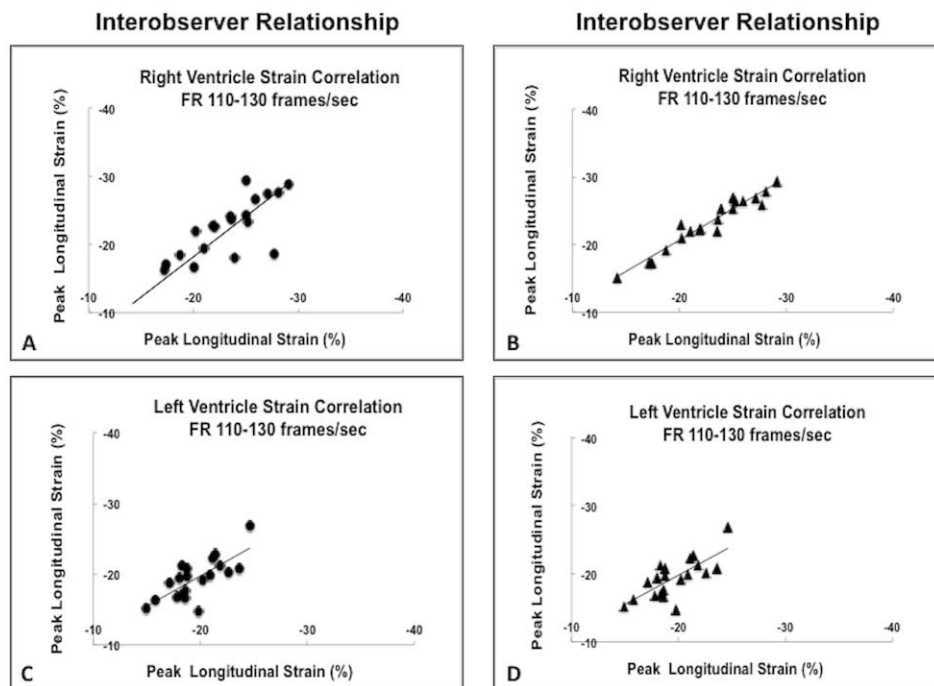 Interobserver Relationship
Right Ventricle Strain Correlation
FR 110-130 frames/sec
Peak Longitudinal Strain (%)
-40
-30
-20
-10
-10
-20
-30
-40
Peak Longitudinal Strain (%)
A
Interobserver Relationship
Right Ventricle Strain Correlation
FR 110-130 frames/sec
Peak Longitudinal Strain (%)
-40
-30
-20
-10
-10
-20
-30
-40
Peak Longitudinal Strain (%)
B
Left Ventricle Strain Correlation
FR 110-130 frames/sec
Peak Longitudinal Strain (%)
-40
-30
-20
-10
-10
-20
-30
-40
Peak Longitudinal Strain (%)
C
Left Ventricle Strain Correlation
FR 110-130 frames/sec
Peak Longitudinal Strain (%)
-40
-30
-20
-10
-10
-20
-30
-40
Peak Longitudinal Strain (%)
D